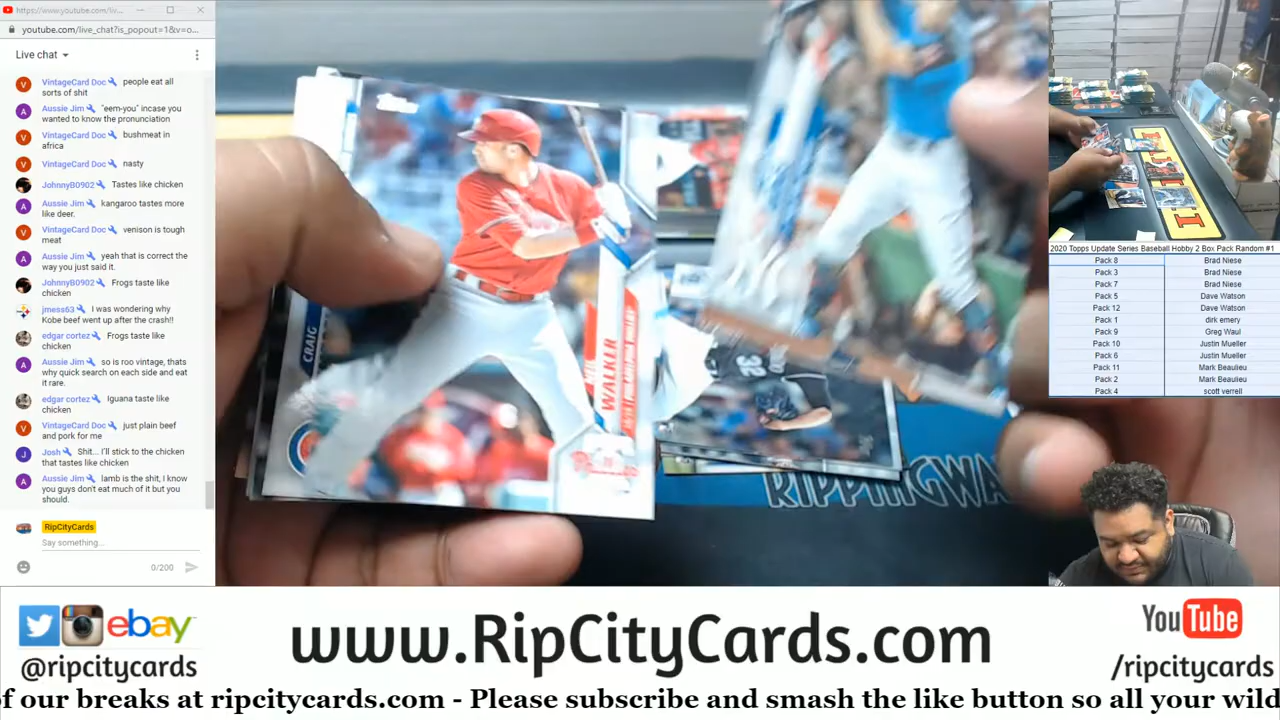 https://www.youtube.com/liv...
youtube.com/live_chat?is_popout=1&v=o...
Live chat
VintageCard Doc people eat all
sorts of shit
Aussie Jim "eem-you" incase you
wanted to know the pronunciation
VintageCard Doc bushmeat in
africa
VintageCard Doc nasty
JohnnyB0902 Tastes like chicken
Aussie Jim kangaroo tastes more
like deer.
VintageCard Doc venison is tough
meat
Aussie Jim yeah that is correct the
way you just said it.
JohnnyB0902 Frogs taste like
chicken
jmess63 I was wondering why
Kobe beef went up after the crash!!
edgar cortez Frogs taste like
chicken
Aussie Jim so is roo vintage, thats
why quick search on each side and eat
it rare.
edgar cortez Iguana taste like
chicken
VintageCard Doc just plain beef
and pork for me
Josh Shit... I'll stick to the chicken
that tastes like chicken
Aussie Jim lamb is the shit, I know
you guys don't eat much of it but you
should.
RipCityCards
Say something...
0/200
Topps
CRAIG
WALKER
PHILADELPHIA PHILLIES
Phillies
32
RIPPINGWA
2020 Topps Update Series Baseball Hobby 2 Box Pack Random #1
Pack 8 Brad Niese
Pack 3 Brad Niese
Pack 7 Brad Niese
Pack 5 Dave Watson
Pack 12 Dave Watson
Pack 1 dirk emery
Pack 9 Greg Waul
Pack 10 Justin Mueller
Pack 6 Justin Mueller
Pack 11 Mark Beaulieu
Pack 2 Mark Beaulieu
Pack 4 scott verrell
ebay
@ripcitycards
www.RipCityCards.com
YouTube
/ripcitycards
of our breaks at ripcitycards.com - Please subscribe and smash the like button so all your wild